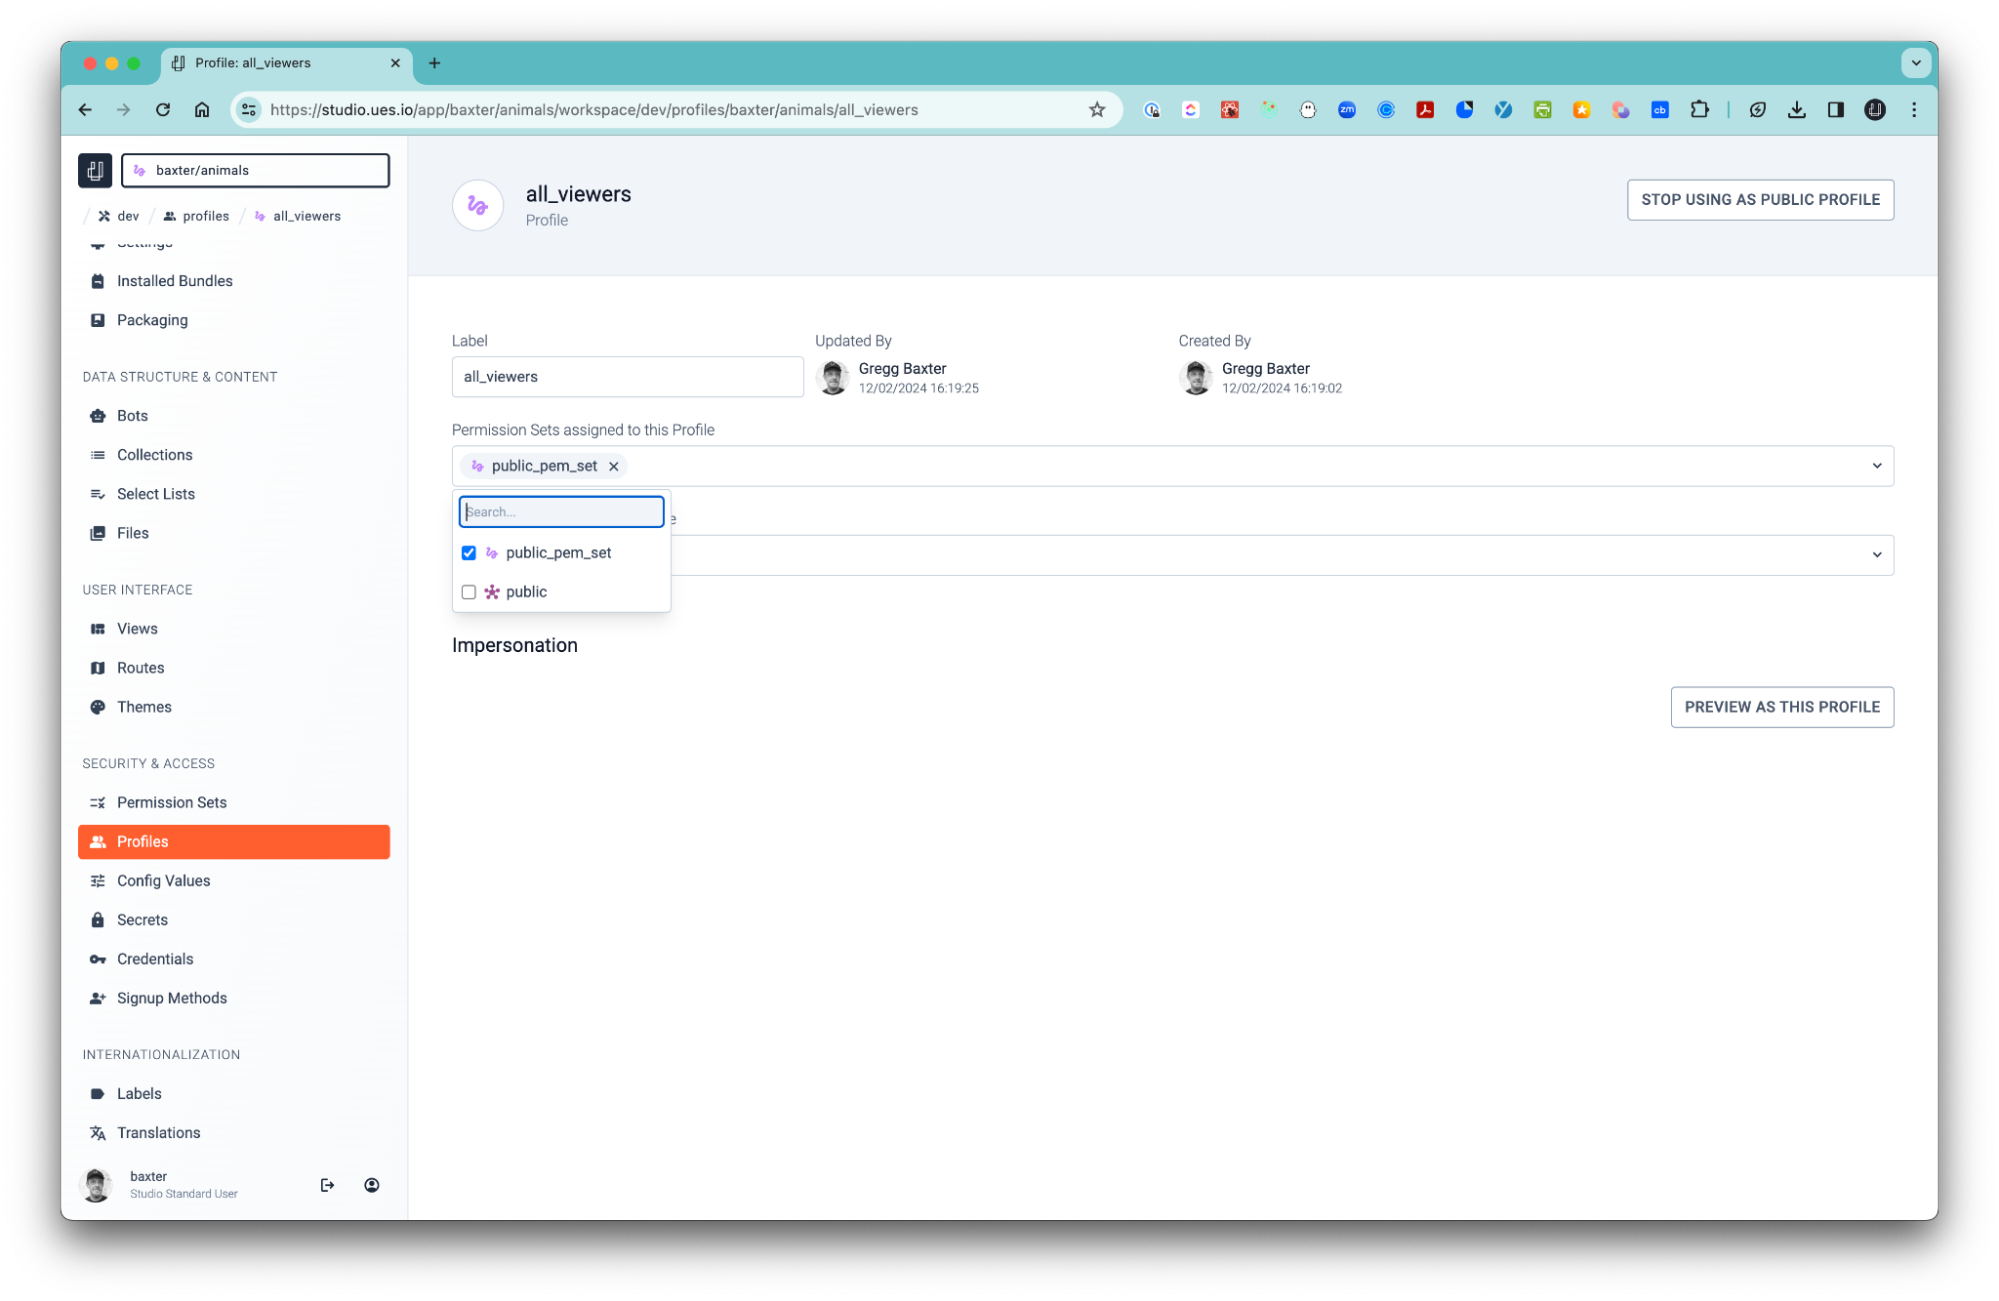 Profile: all_viewers
https://studio.ues.io/app/baxter/animals/workspace/dev/profiles/baxter/animals/all_viewers
zm
cb
baxter/animals
/ dev / profiles / all_viewers
Settings
Installed Bundles
Packaging
DATA STRUCTURE & CONTENT
Bots
Collections
Select Lists
Files
USER INTERFACE
Views
Routes
Themes
SECURITY & ACCESS
Permission Sets
Profiles
Config Values
Secrets
Credentials
Signup Methods
INTERNATIONALIZATION
Labels
Translations
baxter
Studio Standard User
all_viewers
Profile
STOP USING AS PUBLIC PROFILE
Label
all_viewers
Updated By
Gregg Baxter
12/02/2024 16:19:25
Created By
Gregg Baxter
12/02/2024 16:19:02
Permission Sets assigned to this Profile
public_pem_set
Search...
e
public_pem_set
public
Impersonation
PREVIEW AS THIS PROFILE